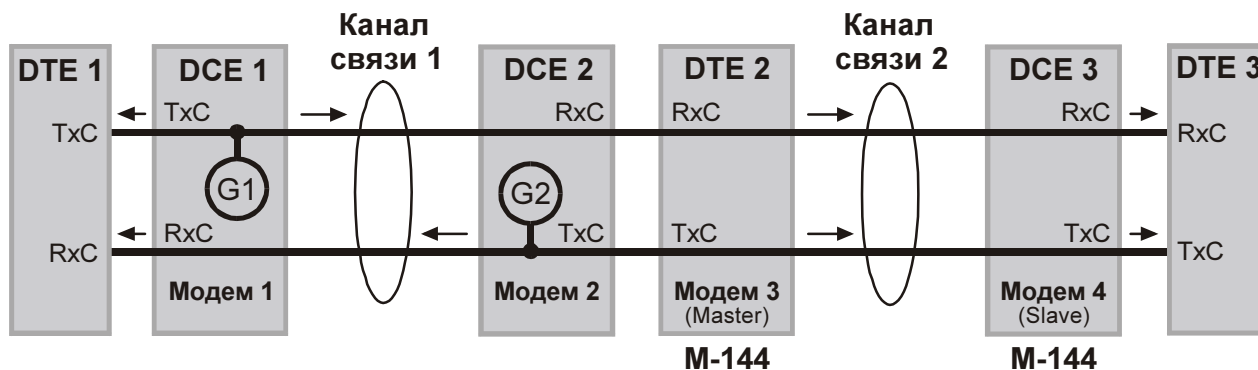 Канал
связи 1
Канал
связи 2
DTE 1
DCE 1
DCE 2
DTE 2
DCE 3
DTE 3
TxC
TxC
RxC
RxC
RxC
RxC
G1
G2
RxC
RxC
TxC
TxC
TxC
TxC
Модем 1
Модем 2
Модем 3
(Master)
Модем 4
(Slave)
M-144
M-144